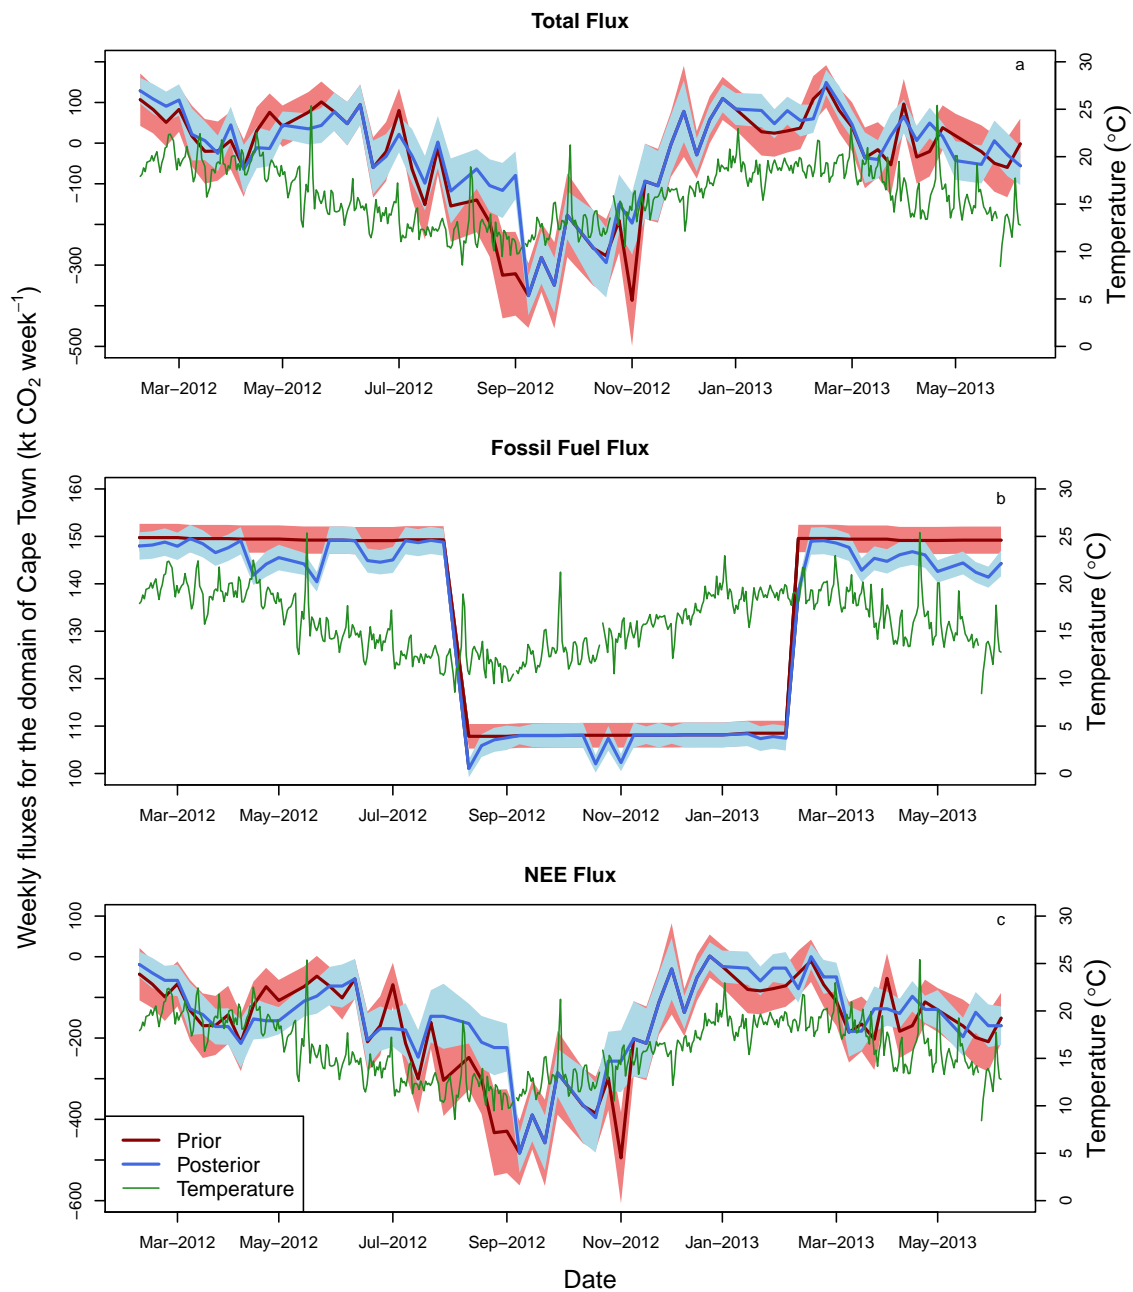 Total Flux
a
100
0
−100
−300
−500
30
25
20
15
10
5
0
Temperature (°C)
Mar−2012 May−2012 Jul−2012 Sep−2012 Nov−2012 Jan−2013 Mar−2013 May−2013
Weekly fluxes for the domain of Cape Town (kt CO₂ week⁻¹)
Fossil Fuel Flux
b
160
150
140
130
120
110
100
30
25
20
15
10
5
0
Temperature (°C)
Mar−2012 May−2012 Jul−2012 Sep−2012 Nov−2012 Jan−2013 Mar−2013 May−2013
NEE Flux
c
100
0
−200
−400
−600
30
25
20
15
10
5
0
Temperature (°C)
Prior
Posterior
Temperature
Mar−2012 May−2012 Jul−2012 Sep−2012 Nov−2012 Jan−2013 Mar−2013 May−2013
Date